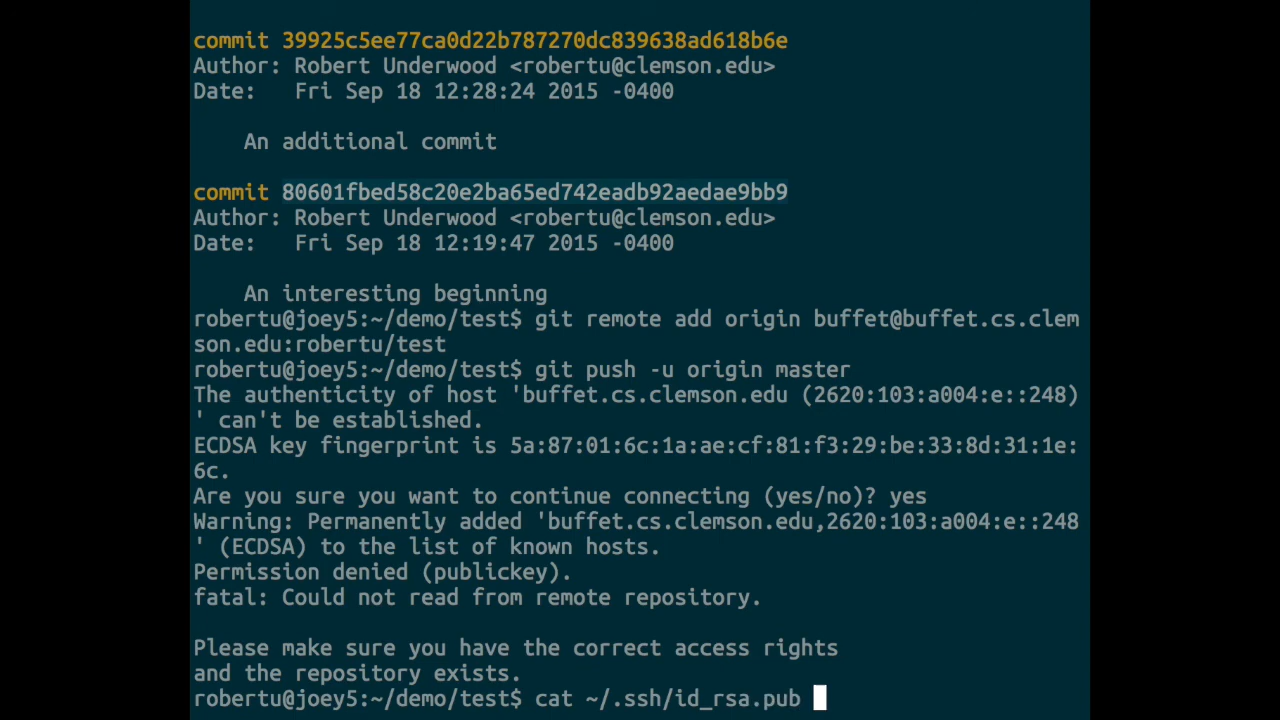 commit 39925c5ee77ca0d22b787270dc839638ad618b6e
Author: Robert Underwood <robertu@clemson.edu>
Date:   Fri Sep 18 12:28:24 2015 -0400
    An additional commit
commit 80601fbed58c20e2ba65ed742eadb92aedae9bb9
Author: Robert Underwood <robertu@clemson.edu>
Date:   Fri Sep 18 12:19:47 2015 -0400
    An interesting beginning
robertu@joey5:~/demo/test$ git remote add origin buffet@buffet.cs.clem
son.edu:robertu/test
robertu@joey5:~/demo/test$ git push -u origin master
The authenticity of host 'buffet.cs.clemson.edu (2620:103:a004:e::248)
' can't be established.
ECDSA key fingerprint is 5a:87:01:6c:1a:ae:cf:81:f3:29:be:33:8d:31:1e:
6c.
Are you sure you want to continue connecting (yes/no)? yes
Warning: Permanently added 'buffet.cs.clemson.edu,2620:103:a004:e::248
' (ECDSA) to the list of known hosts.
Permission denied (publickey).
fatal: Could not read from remote repository.
Please make sure you have the correct access rights
and the repository exists.
robertu@joey5:~/demo/test$ cat ~/.ssh/id_rsa.pub